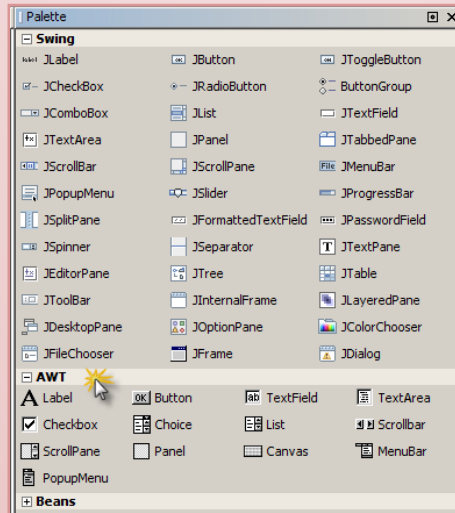 Palette
Swing
label JLabel OK JButton ON JToggleButton
JCheckBox JRadioButton ButtonGroup
JComboBox JList JTextField
JTextArea JPanel JTabbedPane
JScrollBar JScrollPane File JMenuBar
JPopupMenu JSlider JProgressBar
JSplitPane JFormattedTextField JPasswordField
JSpinner JSeparator T JTextPane
JEditorPane JTree JTable
JToolBar JInternalFrame JLayeredPane
JDesktopPane JOptionPane JColorChooser
JFileChooser JFrame JDialog
AWT
A Label OK Button ab TextField TextArea
Checkbox Choice List Scrollbar
ScrollPane Panel Canvas MenuBar
PopupMenu
Beans